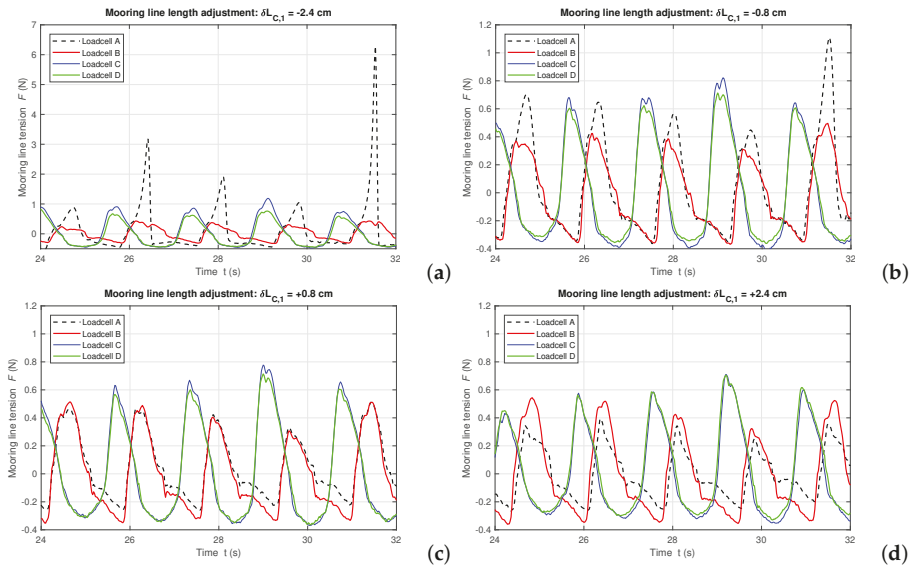 Mooring line length adjustment: δL_C,1 = -2.4 cm
7
6
5
4
3
2
1
0
Mooring line tension F (N)
Loadcell A
Loadcell B
Loadcell C
Loadcell D
24 26 28 30 32
Time t (s)
(a)
Mooring line length adjustment: δL_C,1 = -0.8 cm
1.2
1
0.8
0.6
0.4
0.2
0
-0.2
-0.4
Mooring line tension F (N)
Loadcell A
Loadcell B
Loadcell C
Loadcell D
24 26 28 30 32
Time t (s)
(b)
Mooring line length adjustment: δL_C,1 = +0.8 cm
1.2
1
0.8
0.6
0.4
0.2
0
-0.2
-0.4
Mooring line tension F (N)
Loadcell A
Loadcell B
Loadcell C
Loadcell D
24 26 28 30 32
Time t (s)
(c)
Mooring line length adjustment: δL_C,1 = +2.4 cm
1.2
1
0.8
0.6
0.4
0.2
0
-0.2
-0.4
Mooring line tension F (N)
Loadcell A
Loadcell B
Loadcell C
Loadcell D
24 26 28 30 32
Time t (s)
(d)